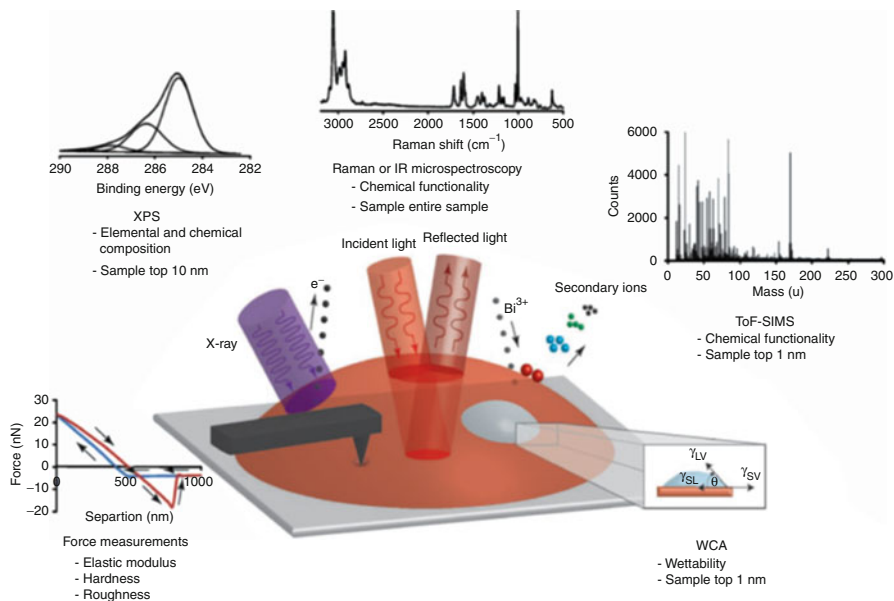 3000 2500 2000 1500 1000 500
Raman shift (cm⁻¹)
290 288 286 284 282
Binding energy (eV)
XPS
- Elemental and chemical
composition
- Sample top 10 nm
Raman or IR microspectroscopy
- Chemical functionality
- Sample entire sample
6000
4000
2000
0
Counts
0 50 100 150 200 250 300
Mass (u)
ToF-SIMS
- Chemical functionality
- Sample top 1 nm
Incident light
Reflected light
X-ray
e⁻
Bi³⁺
Secondary ions
30
20
10
0
−10
−20
Force (nN)
0 500 1000
Separtion (nm)
Force measurements
- Elastic modulus
- Hardness
- Roughness
γLV
γSL θ γSV
WCA
- Wettability
- Sample top 1 nm